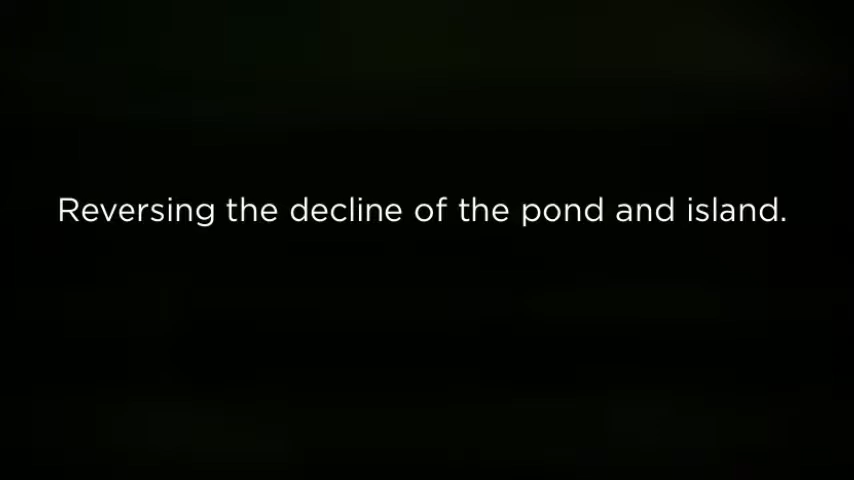 Reversing the decline of the pond and island.